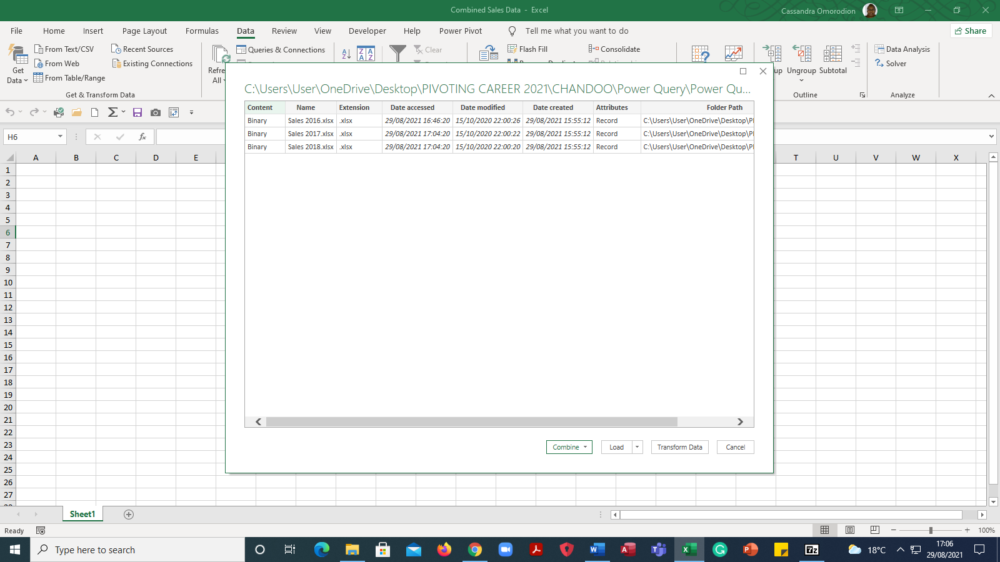 Combined Sales Data - Excel
Cassandra Omorodion
File Home Insert Page Layout Formulas Data Review View Developer Help Power Pivot Tell me what you want to do Share
Get Data
From Text/CSV
From Web
From Table/Range
Recent Sources
Existing Connections
Get & Transform Data
Refre
All
Queries & Connections
Clear
Flash Fill
Consolidate
up
Ungroup
Subtotal
Outline
Data Analysis
Solver
Analyze
H6
fx
A B C D E T U V W X
1
2
3
4
5
6
7
8
9
10
11
12
13
14
15
16
17
18
19
20
21
22
23
24
25
26
27
C:\Users\User\OneDrive\Desktop\PIVOTING CAREER 2021\CHANDOO\Power Query\Power Qu...
Content Name Extension Date accessed Date modified Date created Attributes Folder Path
Binary Sales 2016.xlsx .xlsx 29/08/2021 16:46:20 15/10/2020 22:00:26 29/08/2021 15:55:12 Record C:\Users\User\OneDrive\Desktop\PI
Binary Sales 2017.xlsx .xlsx 29/08/2021 17:04:20 15/10/2020 22:00:22 29/08/2021 15:55:12 Record C:\Users\User\OneDrive\Desktop\PI
Binary Sales 2018.xlsx .xlsx 29/08/2021 17:04:20 15/10/2020 22:00:20 29/08/2021 15:55:12 Record C:\Users\User\OneDrive\Desktop\PI
Combine Load Transform Data Cancel
Sheet1
Ready
100%
Type here to search
18°C
17:06
29/08/2021